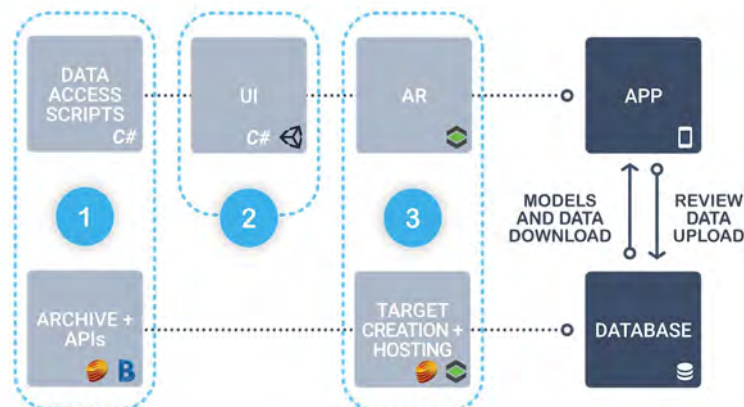 DATA
ACCESS
SCRIPTS
C#
UI
C#
AR
APP
1
2
3
MODELS
AND DATA
DOWNLOAD
REVIEW
DATA
UPLOAD
ARCHIVE +
APIs
B
TARGET
CREATION +
HOSTING
DATABASE